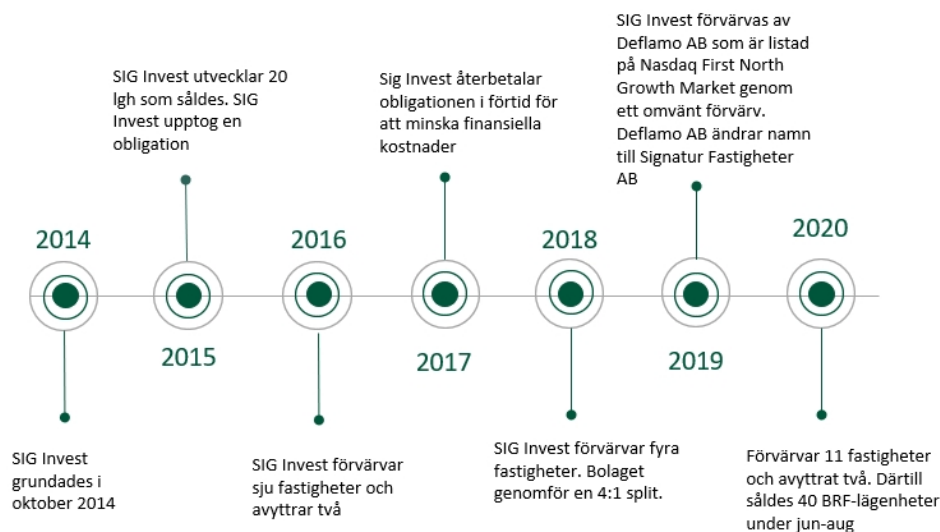 SIG Invest förvärvas av
Deflamo AB som är listad
på Nasdaq First North
Growth Market genom
ett omvänt förvärv.
Deflamo AB ändrar namn
till Signatur Fastigheter
AB
SIG Invest utvecklar 20
lgh som såldes. SIG
Invest upptog en
obligation
Sig Invest återbetalar
obligationen i förtid för
att minska finansiella
kostnader
2014
2016
2018
2020
2015
2017
2019
SIG Invest
grundades i
oktober 2014
SIG Invest förvärvar
sju fastigheter och
avyttrar två
SIG Invest förvärvar fyra
fastigheter. Bolaget
genomför en 4:1 split.
Förvärvar 11 fastigheter
och avyttrat två. Därtill
såldes 40 BRF-lägenheter
under jun-aug